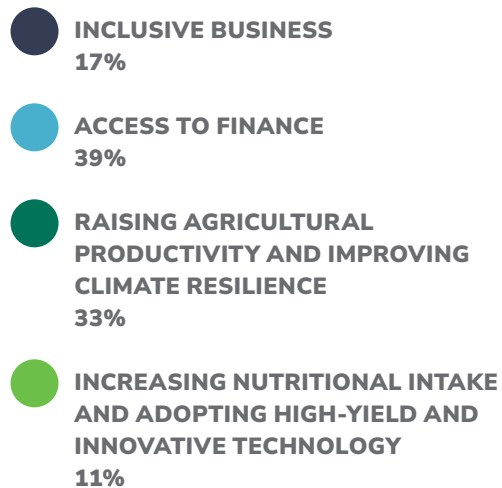 INCLUSIVE BUSINESS
17%
ACCESS TO FINANCE
39%
RAISING AGRICULTURAL
PRODUCTIVITY AND IMPROVING
CLIMATE RESILIENCE
33%
INCREASING NUTRITIONAL INTAKE
AND ADOPTING HIGH-YIELD AND
INNOVATIVE TECHNOLOGY
11%